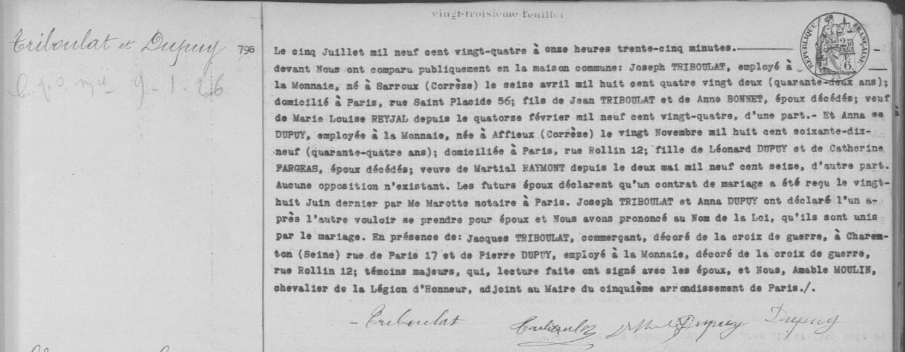 vingt-troisième feuillet
Triboulat et Dupuy
798
Le cinq Juillet mil neuf cent vingt-quatre à onze heures trente-cinq minutes.
devant Nous ont comparu publiquement en la maison commune: Joseph TRIBOULAT, employé à
la Monnaie, né à Sarroux (Corrèze) le seize avril mil huit cent quatre vingt deux (quarante-deux ans);
domicilié à Paris, rue Saint Placide 56; fils de Jean TRIBOULAT et de Anne BONNET, époux décédés; veuf
de Marie Louise REYJAL depuis le quatorze février mil neuf cent vingt-quatre, d'une part.- Et Anna
DUPUY, employée à la Monnaie, née à Affieux (Corrèze) le vingt Novembre mil huit cent soixante-dix-
neuf (quarante-quatre ans); domiciliée à Paris, rue Rollin 12; fille de Léonard DUPUY et de Catherine
FARGEAS, époux décédés; veuve de Martial RAYMONT depuis le deux mai mil neuf cent seize, d'autre part.
Aucune opposition n'existant. Les futurs époux déclarent qu'un contrat de mariage a été reçu le vingt-
huit Juin dernier par Me Marotte notaire à Paris. Joseph TRIBOULAT et Anna DUPUY ont déclaré l'un a-
près l'autre vouloir se prendre pour époux et Nous avons prononcé au Nom de la Loi, qu'ils sont unis
par le mariage. En présence de: Jacques TRIBOULAT, commerçant, décoré de la croix de guerre, à Charen-
ton (Seine) rue de Paris 17 et de Pierre DUPUY, employé à la Monnaie, décoré de la croix de guerre,
rue Rollin 12; témoins majeurs, qui, lecture faite ont signé avec les époux, et Nous, Amable MOULIN,
chevalier de la Légion d'Honneur, adjoint au Maire du cinquième arrondissement de Paris./.
RÉPUBLIQUE FRANÇAISE
Triboulat Dupuy Dupuy